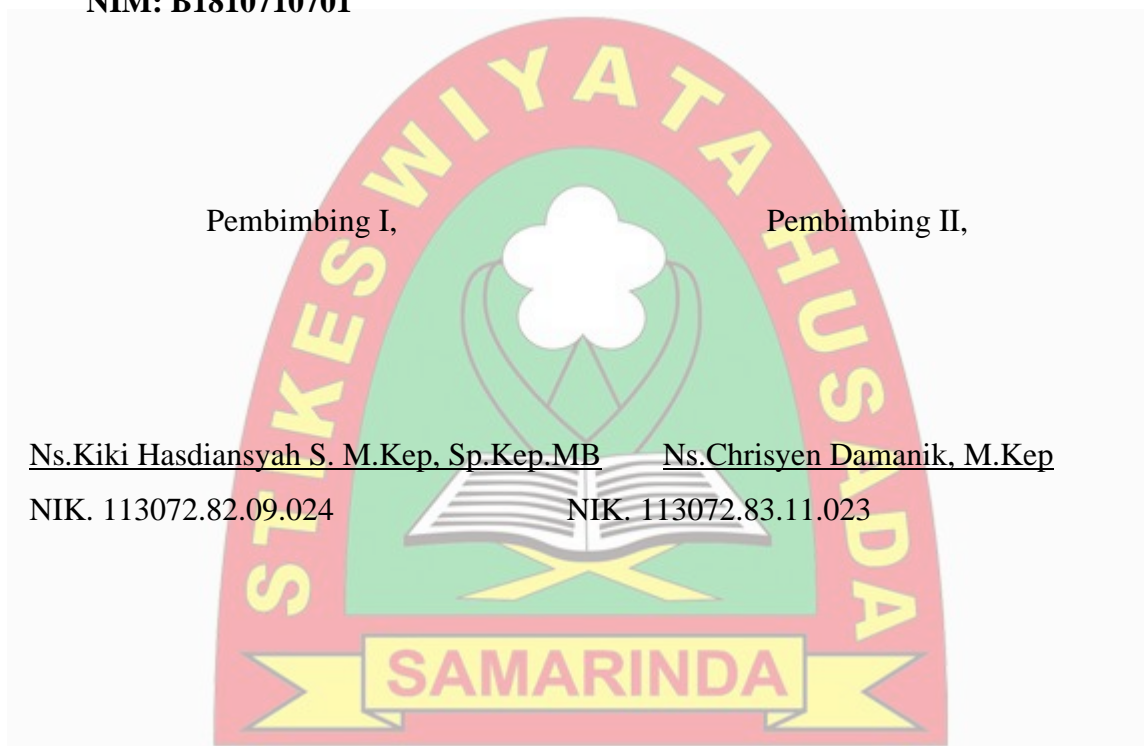 NIM: B1810710701
STIKES WIYATA HUSADA
Pembimbing I, Pembimbing II,
Ns.Kiki Hasdiansyah S. M.Kep, Sp.Kep.MB Ns.Chrisyen Damanik, M.Kep
NIK. 113072.82.09.024 NIK. 113072.83.11.023
SAMARINDA